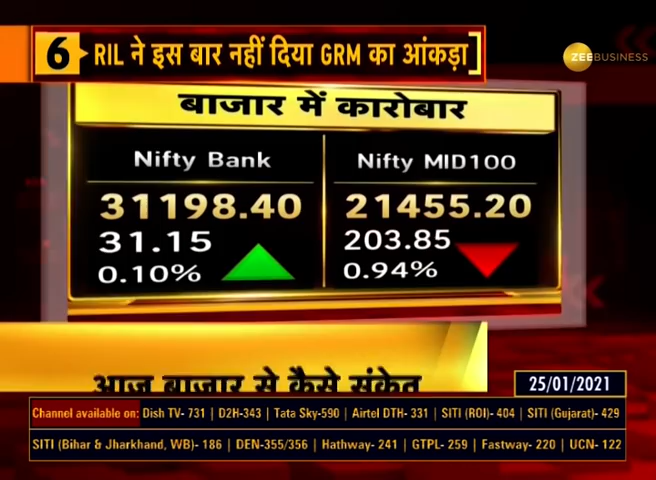 6 RIL ने इस बार नहीं दिया GRM का आंकड़ा
ZEEBUSINESS
बाजार में कारोबार
Nifty Bank
31198.40
31.15
0.10%
Nifty MID100
21455.20
203.85
0.94%
आज बाजार से कैसे संकेत
25/01/2021
Channel available on: Dish TV- 731 | D2H-343 | Tata Sky-590 | Airtel DTH- 331 | SITI (ROI)- 404 | SITI (Gujarat)- 429
SITI (Bihar & Jharkhand, WB)- 186 | DEN-355/356 | Hathway- 241 | GTPL- 259 | Fastway- 220 | UCN- 122